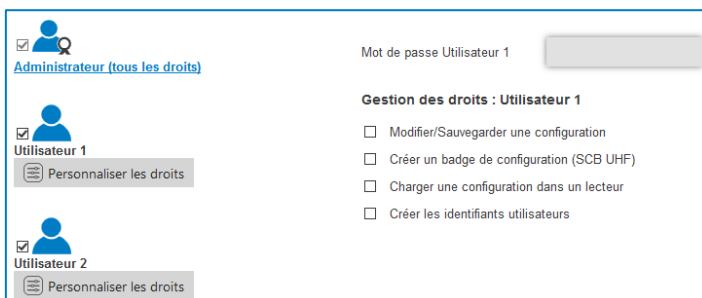 Administrateur (tous les droits)
Utilisateur 1
Personnaliser les droits
Utilisateur 2
Personnaliser les droits
Mot de passe Utilisateur 1
Gestion des droits : Utilisateur 1
Modifier/Sauvegarder une configuration
Créer un badge de configuration (SCB UHF)
Charger une configuration dans un lecteur
Créer les identifiants utilisateurs